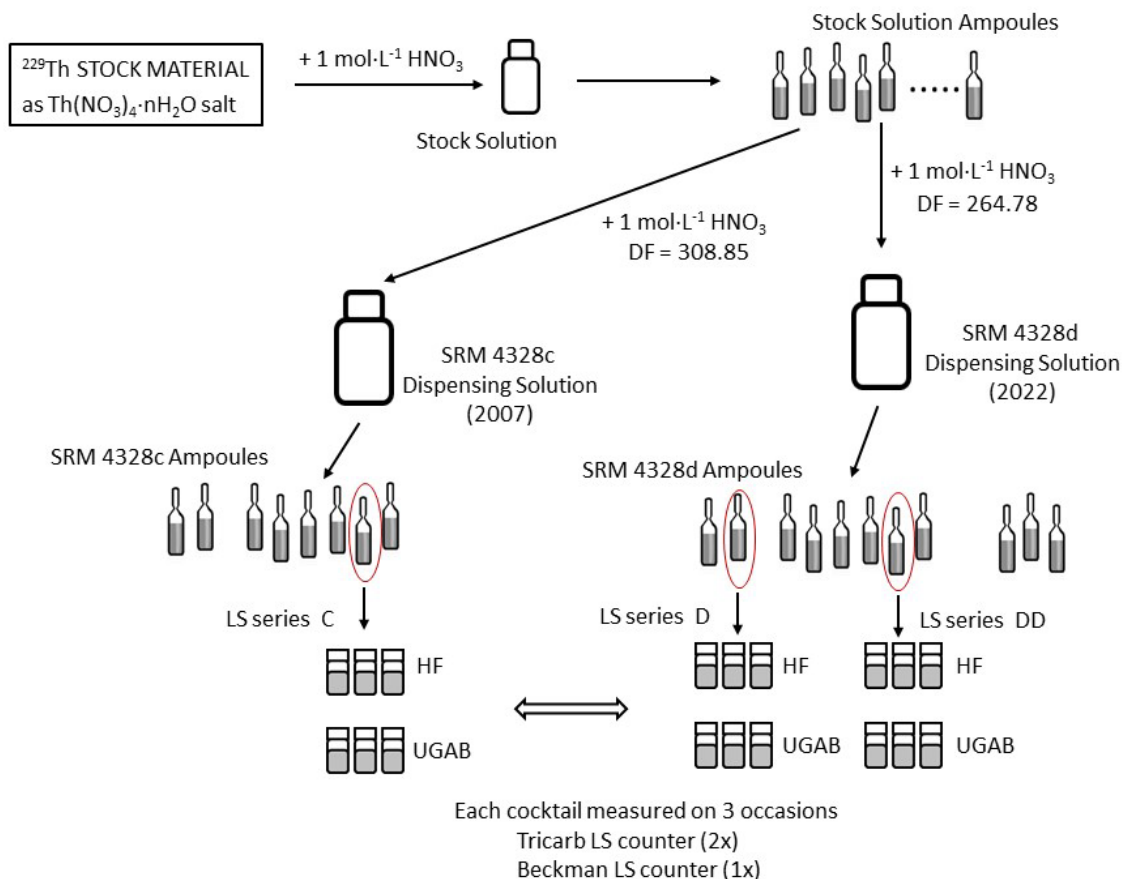 ²²⁹Th STOCK MATERIAL
as Th(NO₃)₄·nH₂O salt
+ 1 mol·L⁻¹ HNO₃
Stock Solution
Stock Solution Ampoules
+ 1 mol·L⁻¹ HNO₃
DF = 264.78
+ 1 mol·L⁻¹ HNO₃
DF = 308.85
SRM 4328c
Dispensing Solution
(2007)
SRM 4328d
Dispensing Solution
(2022)
SRM 4328c Ampoules
SRM 4328d Ampoules
LS series C
LS series D
LS series DD
HF
HF
HF
UGAB
UGAB
UGAB
Each cocktail measured on 3 occasions
Tricarb LS counter (2x)
Beckman LS counter (1x)